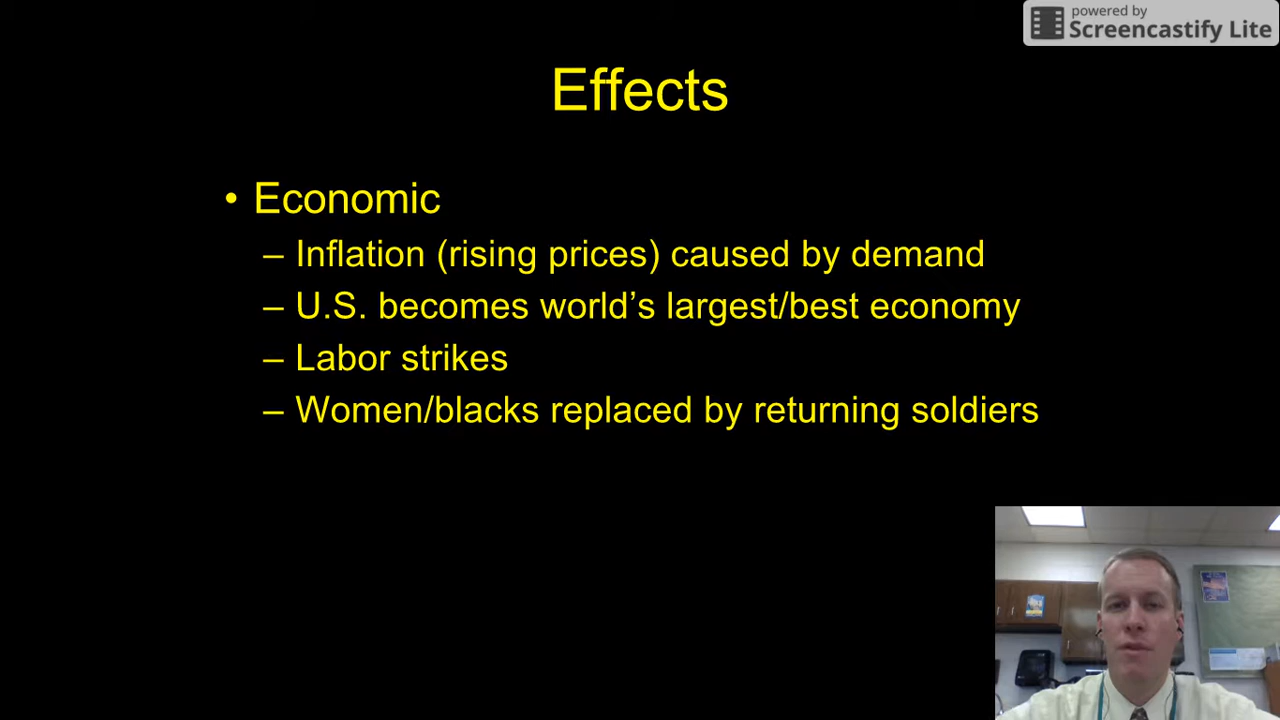 powered by
Screencastify Lite
Effects
• Economic
– Inflation (rising prices) caused by demand
– U.S. becomes world’s largest/best economy
– Labor strikes
– Women/blacks replaced by returning soldiers